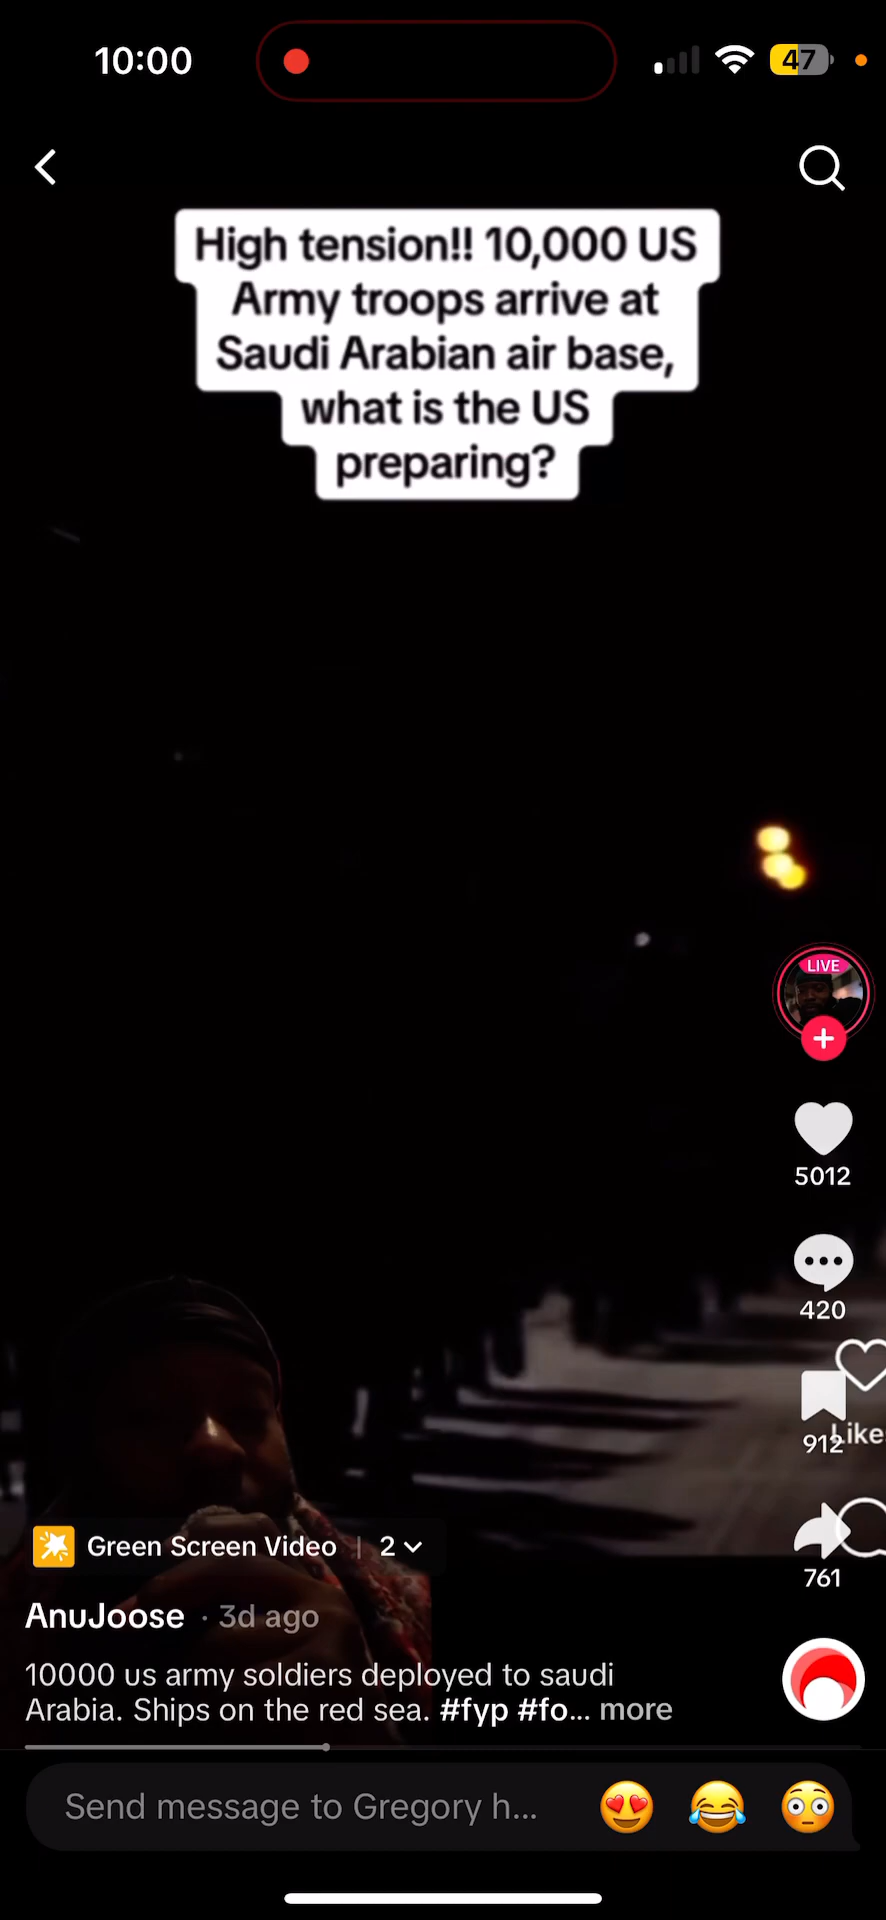 10:00
47
High tension!! 10,000 US
Army troops arrive at
Saudi Arabian air base,
what is the US
preparing?
LIVE
5012
420
912
Like
761
Green Screen Video | 2
AnuJoose · 3d ago
10000 us army soldiers deployed to saudi
Arabia. Ships on the red sea. #fyp #fo... more
Send message to Gregory h...